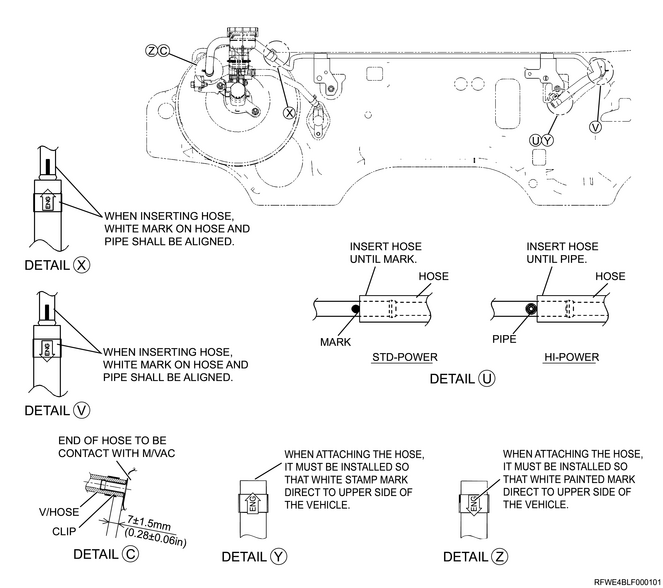 Z C
X
U Y
V
ENG
WHEN INSERTING HOSE,
WHITE MARK ON HOSE AND
PIPE SHALL BE ALIGNED.
DETAIL X
INSERT HOSE
UNTIL MARK.
HOSE
MARK
STD-POWER
INSERT HOSE
UNTIL PIPE.
HOSE
PIPE
HI-POWER
DETAIL U
ENG
WHEN INSERTING HOSE,
WHITE MARK ON HOSE AND
PIPE SHALL BE ALIGNED.
DETAIL V
END OF HOSE TO BE
CONTACT WITH M/VAC
V/HOSE
CLIP
7±1.5mm
(0.28±0.06in)
DETAIL C
WHEN ATTACHING THE HOSE,
IT MUST BE INSTALLED SO
THAT WHITE STAMP MARK
DIRECT TO UPPER SIDE OF
THE VEHICLE.
ENG
DETAIL Y
WHEN ATTACHING THE HOSE,
IT MUST BE INSTALLED SO
THAT WHITE PAINTED MARK
DIRECT TO UPPER SIDE OF
THE VEHICLE.
ENG
DETAIL Z
RFWE4BLF000101